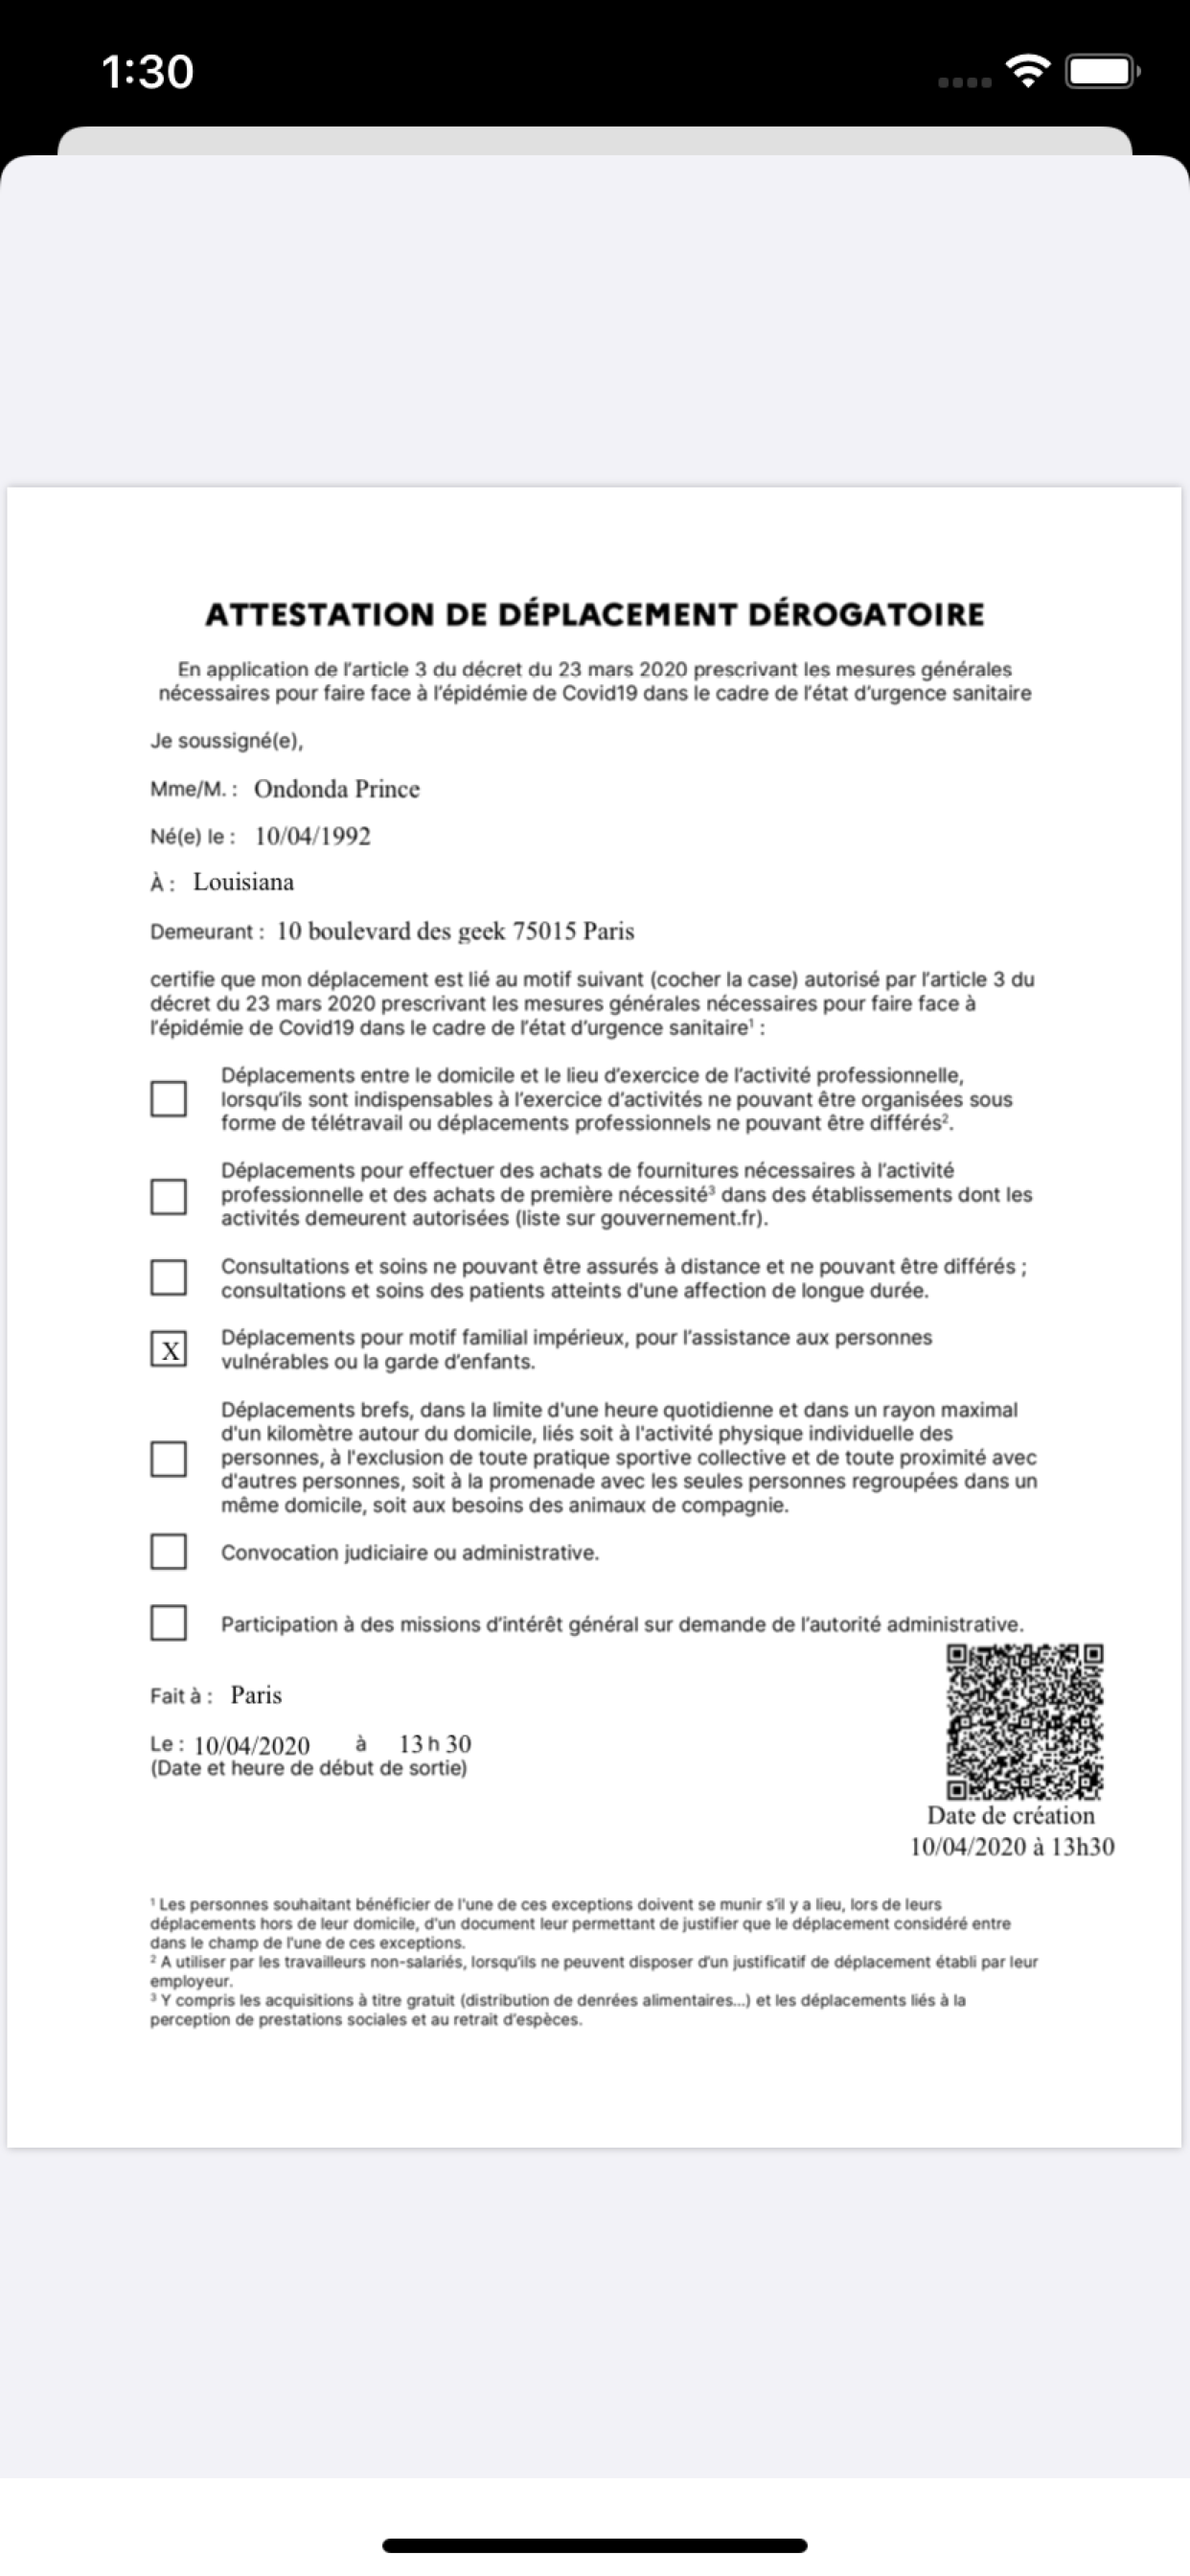 1:30
ATTESTATION DE DÉPLACEMENT DÉROGATOIRE
En application de l'article 3 du décret du 23 mars 2020 prescrivant les mesures générales
nécessaires pour faire face à l'épidémie de Covid19 dans le cadre de l'état d'urgence sanitaire
Je soussigné(e),
Mme/M. : Ondonda Prince
Né(e) le : 10/04/1992
À : Louisiana
Demeurant : 10 boulevard des geek 75015 Paris
certifie que mon déplacement est lié au motif suivant (cocher la case) autorisé par l'article 3 du
décret du 23 mars 2020 prescrivant les mesures générales nécessaires pour faire face à
l'épidémie de Covid19 dans le cadre de l'état d'urgence sanitaire¹ :
Déplacements entre le domicile et le lieu d'exercice de l'activité professionnelle,
lorsqu'ils sont indispensables à l'exercice d'activités ne pouvant être organisées sous
forme de télétravail ou déplacements professionnels ne pouvant être différés².
Déplacements pour effectuer des achats de fournitures nécessaires à l'activité
professionnelle et des achats de première nécessité³ dans des établissements dont les
activités demeurent autorisées (liste sur gouvernement.fr).
Consultations et soins ne pouvant être assurés à distance et ne pouvant être différés ;
consultations et soins des patients atteints d'une affection de longue durée.
X Déplacements pour motif familial impérieux, pour l'assistance aux personnes
vulnérables ou la garde d'enfants.
Déplacements brefs, dans la limite d'une heure quotidienne et dans un rayon maximal
d'un kilomètre autour du domicile, liés soit à l'activité physique individuelle des
personnes, à l'exclusion de toute pratique sportive collective et de toute proximité avec
d'autres personnes, soit à la promenade avec les seules personnes regroupées dans un
même domicile, soit aux besoins des animaux de compagnie.
Convocation judiciaire ou administrative.
Participation à des missions d'intérêt général sur demande de l'autorité administrative.
Fait à : Paris
Le : 10/04/2020 à 13 h 30
(Date et heure de début de sortie)
Date de création
10/04/2020 à 13h30
¹ Les personnes souhaitant bénéficier de l'une de ces exceptions doivent se munir s'il y a lieu, lors de leurs
déplacements hors de leur domicile, d'un document leur permettant de justifier que le déplacement considéré entre
dans le champ de l'une de ces exceptions.
² A utiliser par les travailleurs non-salariés, lorsqu'ils ne peuvent disposer d'un justificatif de déplacement établi par leur
employeur.
³ Y compris les acquisitions à titre gratuit (distribution de denrées alimentaires...) et les déplacements liés à la
perception de prestations sociales et au retrait d'espèces.